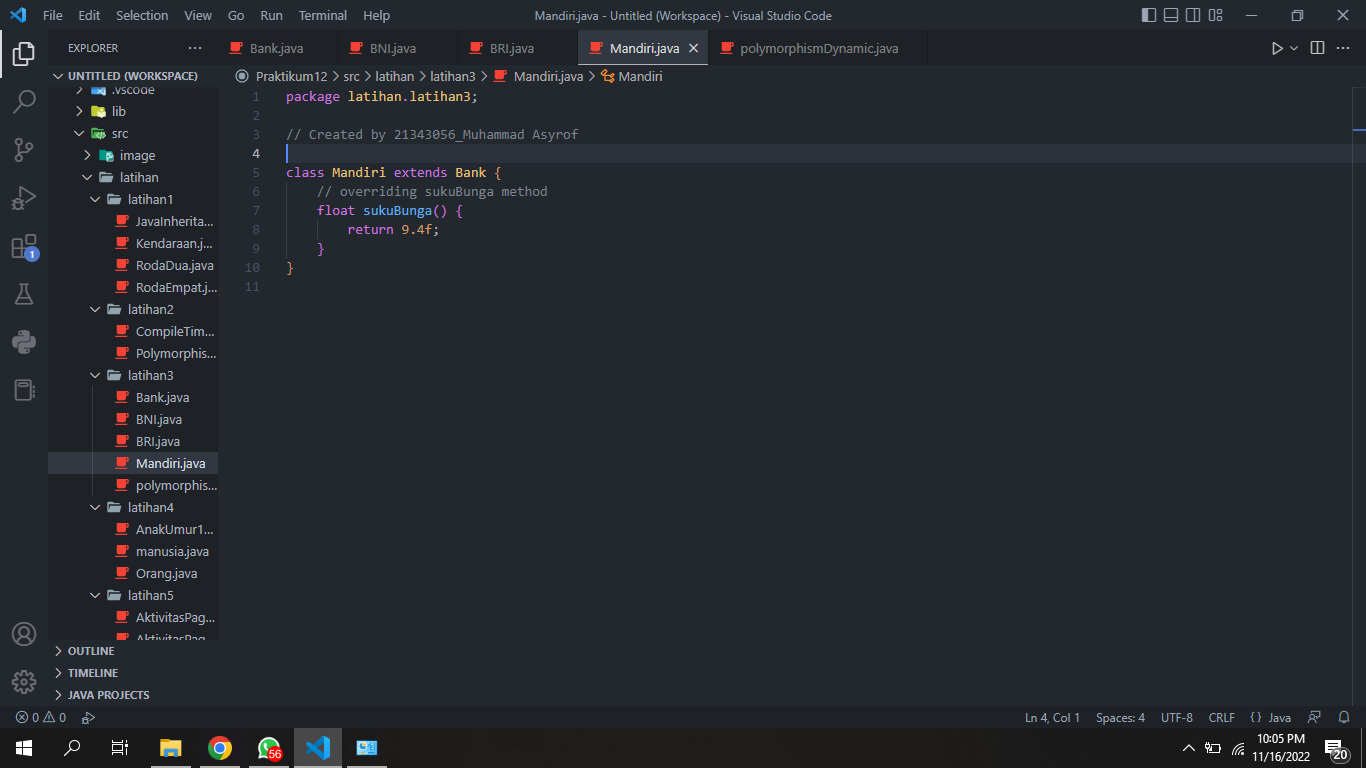 File Edit Selection View Go Run Terminal Help
Mandiri.java - Untitled (Workspace) - Visual Studio Code
EXPLORER
Bank.java
BNI.java
BRI.java
Mandiri.java
polymorphismDynamic.java
UNTITLED (WORKSPACE)
.vscode
lib
src
image
latihan
latihan1
JavaInherita...
Kendaraan.j...
RodaDua.java
RodaEmpat.j...
latihan2
CompileTim...
Polymorphis...
latihan3
Bank.java
BNI.java
BRI.java
Mandiri.java
polymorphis...
latihan4
AnakUmur1...
manusia.java
Orang.java
latihan5
AktivitasPag...
AktivitasPag...
OUTLINE
TIMELINE
JAVA PROJECTS
Praktikum12 > src > latihan > latihan3 > Mandiri.java > Mandiri
1 package latihan.latihan3;
2
3 // Created by 21343056_Muhammad Asyrof
4
5 class Mandiri extends Bank {
6 // overriding sukuBunga method
7 float sukuBunga() {
8 return 9.4f;
9 }
10 }
11
1
0 0
Ln 4, Col 1 Spaces: 4 UTF-8 CRLF {} Java
56
10:05 PM
11/16/2022
20